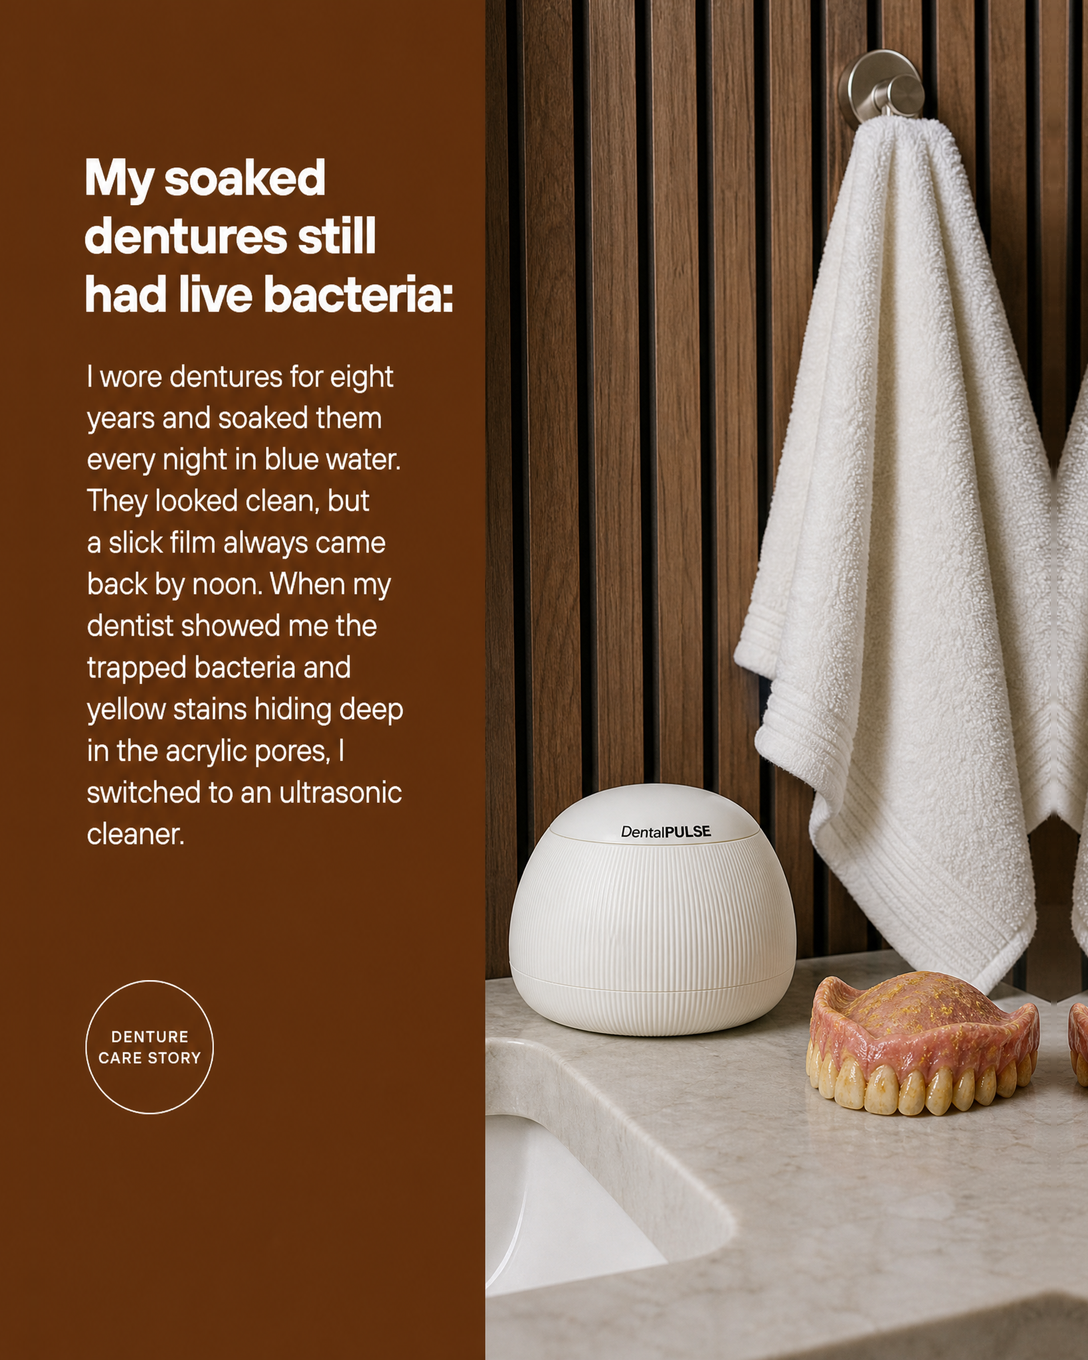 My soaked
dentures still
had live bacteria:
I wore dentures for eight
years and soaked them
every night in blue water.
They looked clean, but
a slick film always came
back by noon. When my
dentist showed me the
trapped bacteria and
yellow stains hiding deep
in the acrylic pores, I
switched to an ultrasonic
cleaner.
DENTURE
CARE STORY
DentalPULSE